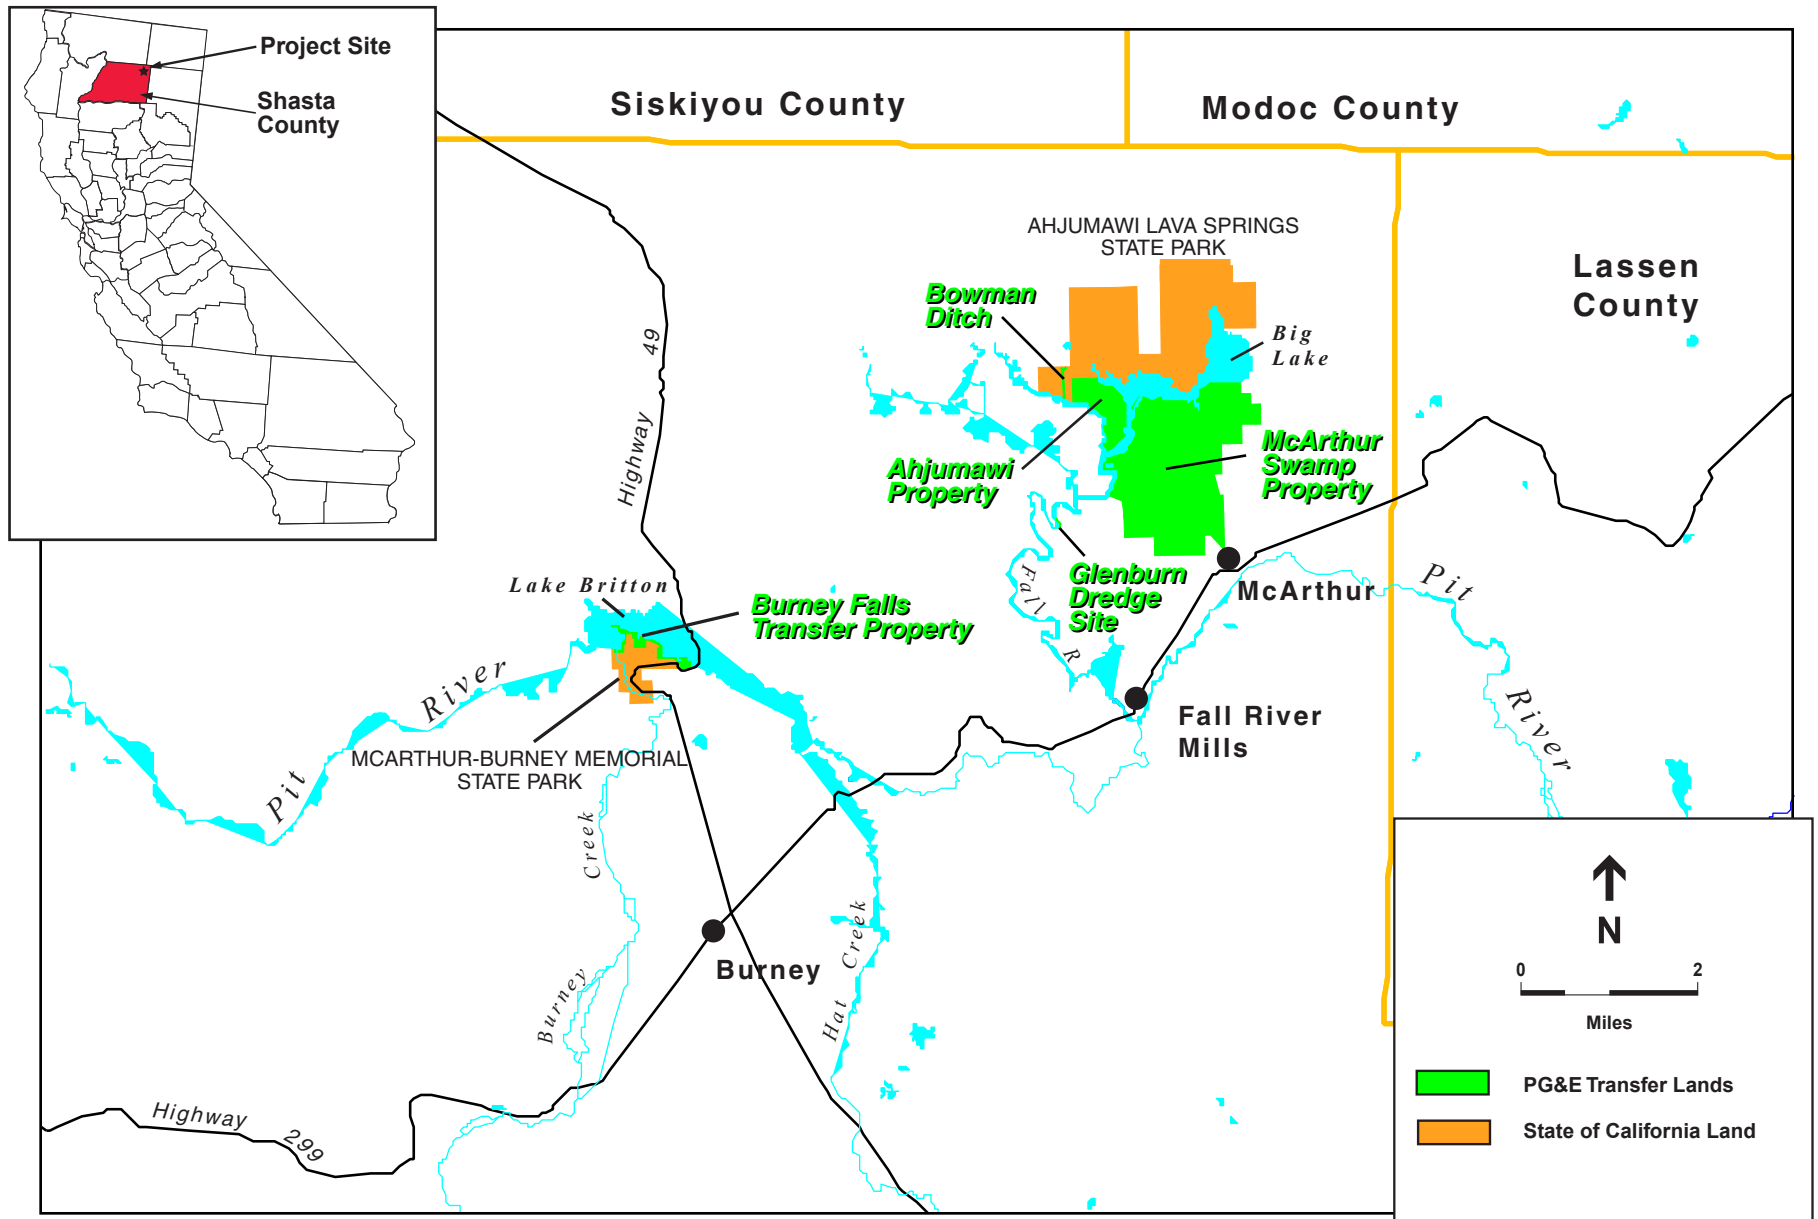 Project Site
Shasta
County
Siskiyou County
Modoc County
Lassen
County
AHJUMAWI LAVA SPRINGS
STATE PARK
Bowman
Ditch
Big
Lake
Highway 49
Ahjumawi
Property
McArthur
Swamp
Property
Glenburn
Dredge
Site
Fall R
McArthur
Pit
River
Lake Britton
Burney Falls
Transfer Property
Pit River
MCARTHUR-BURNEY MEMORIAL
STATE PARK
Fall River
Mills
Burney Creek
Hat Creek
Burney
Highway 299
N
0 2
Miles
PG&E Transfer Lands
State of California Land